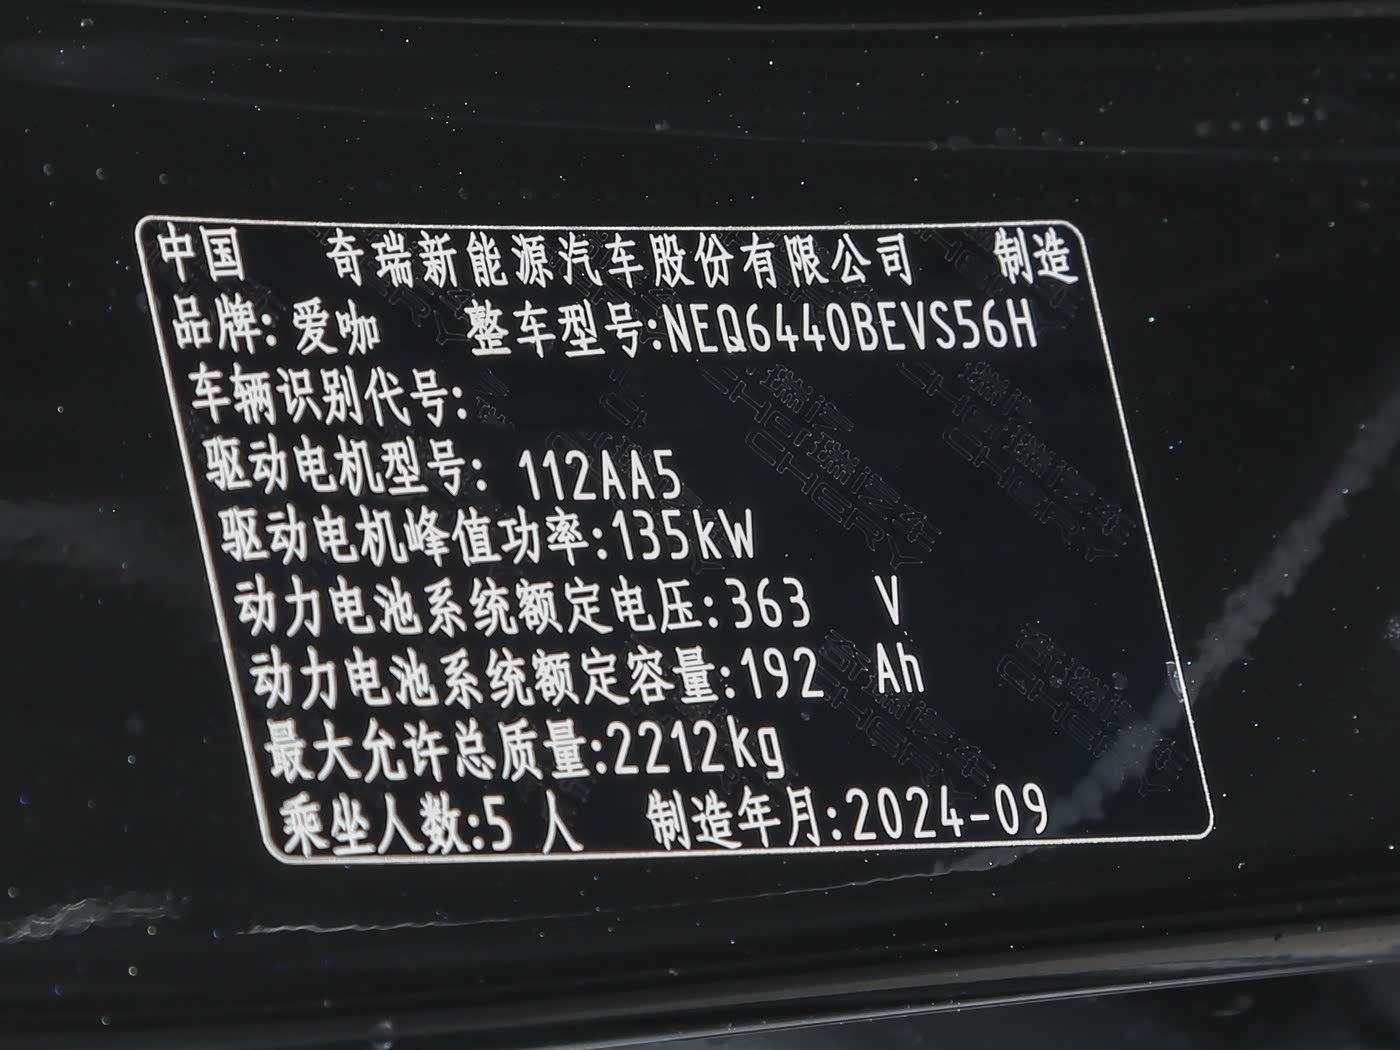 中国 奇瑞新能源汽车股份有限公司 制造
品牌: 爱咖 整车型号:NEQ6440BEVS56H
车辆识别代号:
驱动电机型号: 112AA5
驱动电机峰值功率:135kW
动力电池系统额定电压:363 V
动力电池系统额定容量:192 Ah
最大允许总质量:2212kg
乘坐人数:5 人 制造年月:2024-09